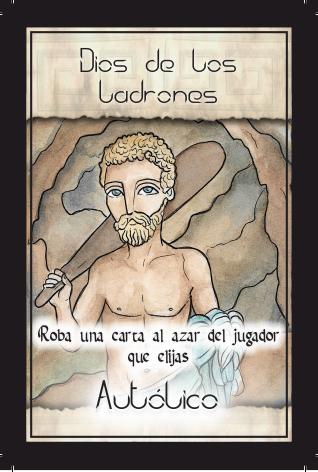 Dios de los
Ladrones
Roba una carta al azar del jugador
que elijas
Autólico